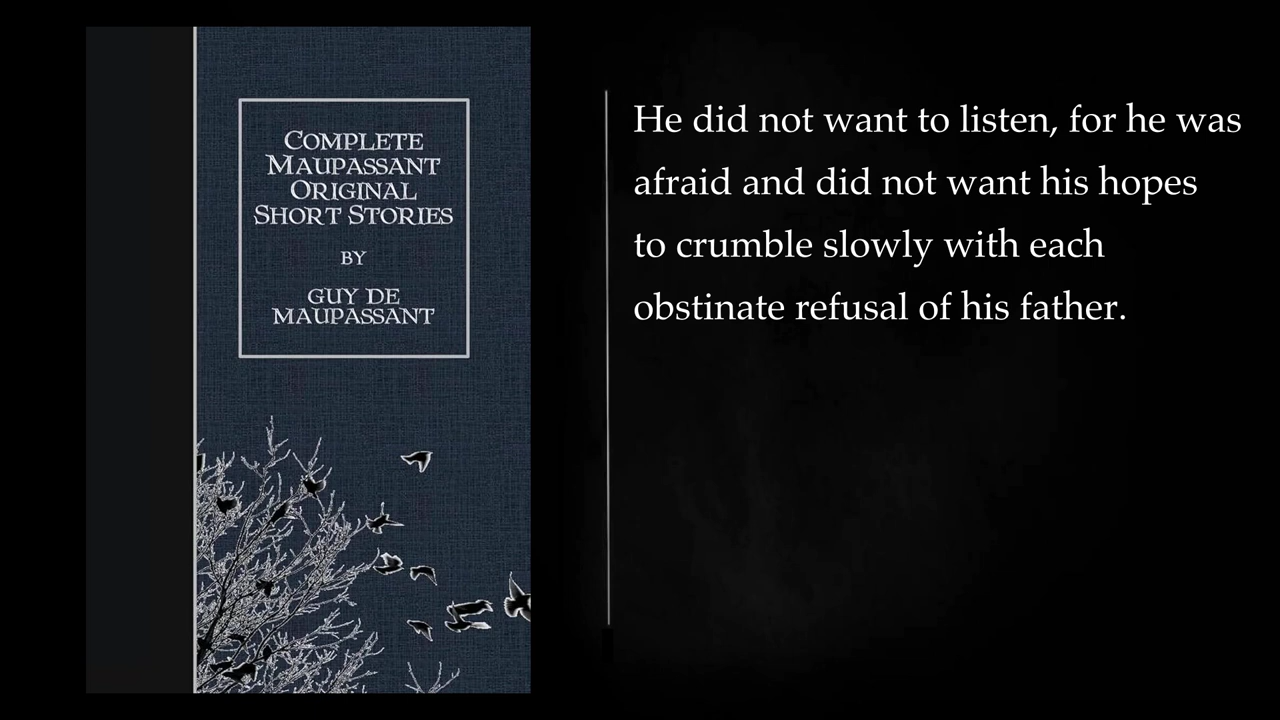 COMPLETE
MAUPASSANT
ORIGINAL
SHORT STORIES
BY
GUY DE
MAUPASSANT
He did not want to listen, for he was
afraid and did not want his hopes
to crumble slowly with each
obstinate refusal of his father.